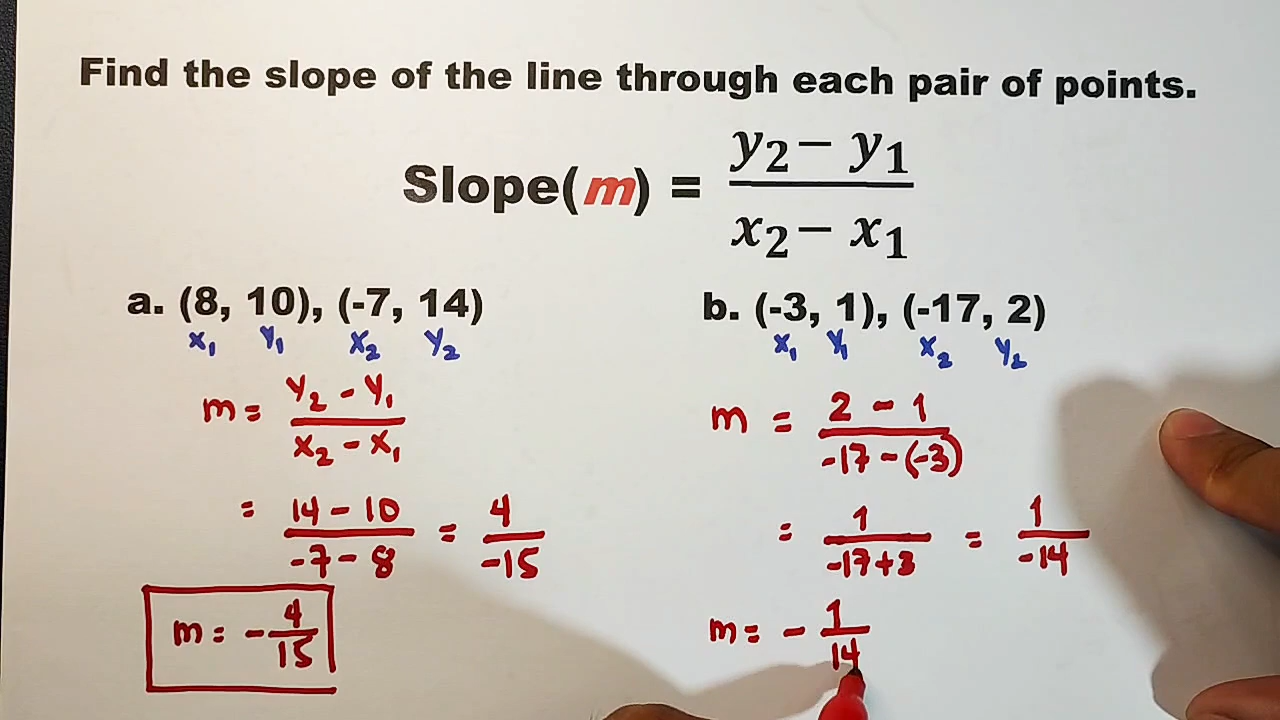 Find the slope of the line through each pair of points.
Slope(m) = y₂ − y₁ / x₂ − x₁
a. (8, 10), (-7, 14)
x₁ y₁ x₂ y₂
m = y₂ - y₁ / x₂ - x₁
= 14 - 10 / -7 - 8 = 4 / -15
m = - 4/15
b. (-3, 1), (-17, 2)
x₁ y₁ x₂ y₂
m = 2 - 1 / -17 - (-3)
= 1 / -17+3 = 1 / -14
m = - 1/14